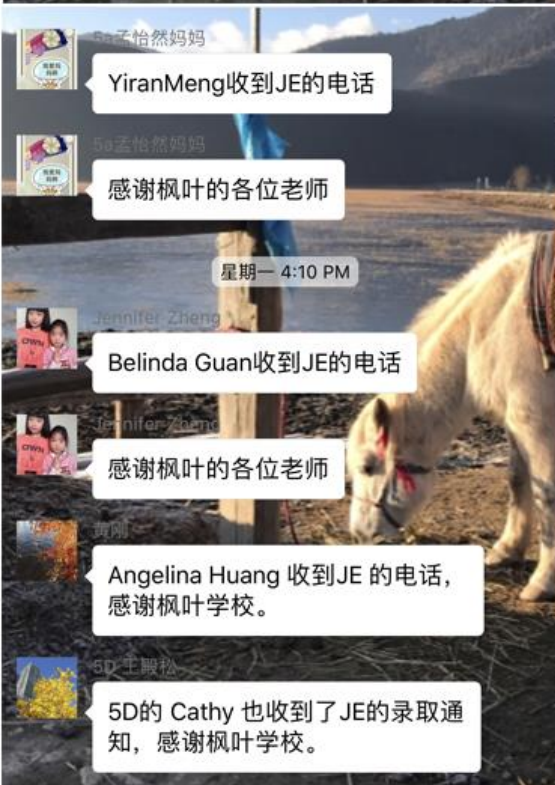 5a孟怡然妈妈
YiranMeng收到JE的电话
5a孟怡然妈妈
感谢枫叶的各位老师
星期一 4:10 PM
Jennifer Zheng
Belinda Guan收到JE的电话
Jennifer Zheng
感谢枫叶的各位老师
黄刚
Angelina Huang 收到JE 的电话，
感谢枫叶学校。
5D 王殿松
5D的 Cathy 也收到了JE的录取通
知，感谢枫叶学校。